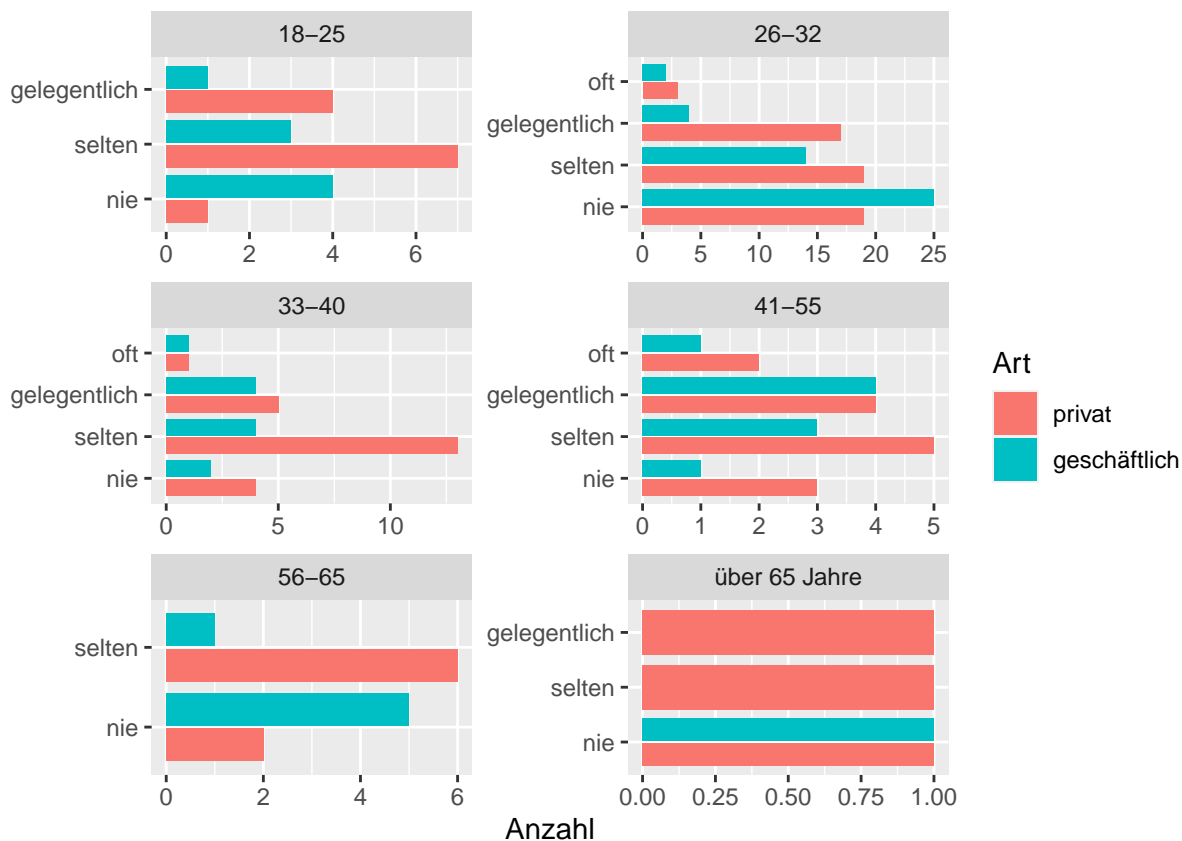 18−25
gelegentlich
selten
nie
0 2 4 6
26−32
oft
gelegentlich
selten
nie
0 5 10 15 20 25
33−40
oft
gelegentlich
selten
nie
0 5 10
41−55
oft
gelegentlich
selten
nie
0 1 2 3 4 5
56−65
selten
nie
0 2 4 6
über 65 Jahre
gelegentlich
selten
nie
0.00 0.25 0.50 0.75 1.00
Anzahl
Art
privat
geschäftlich